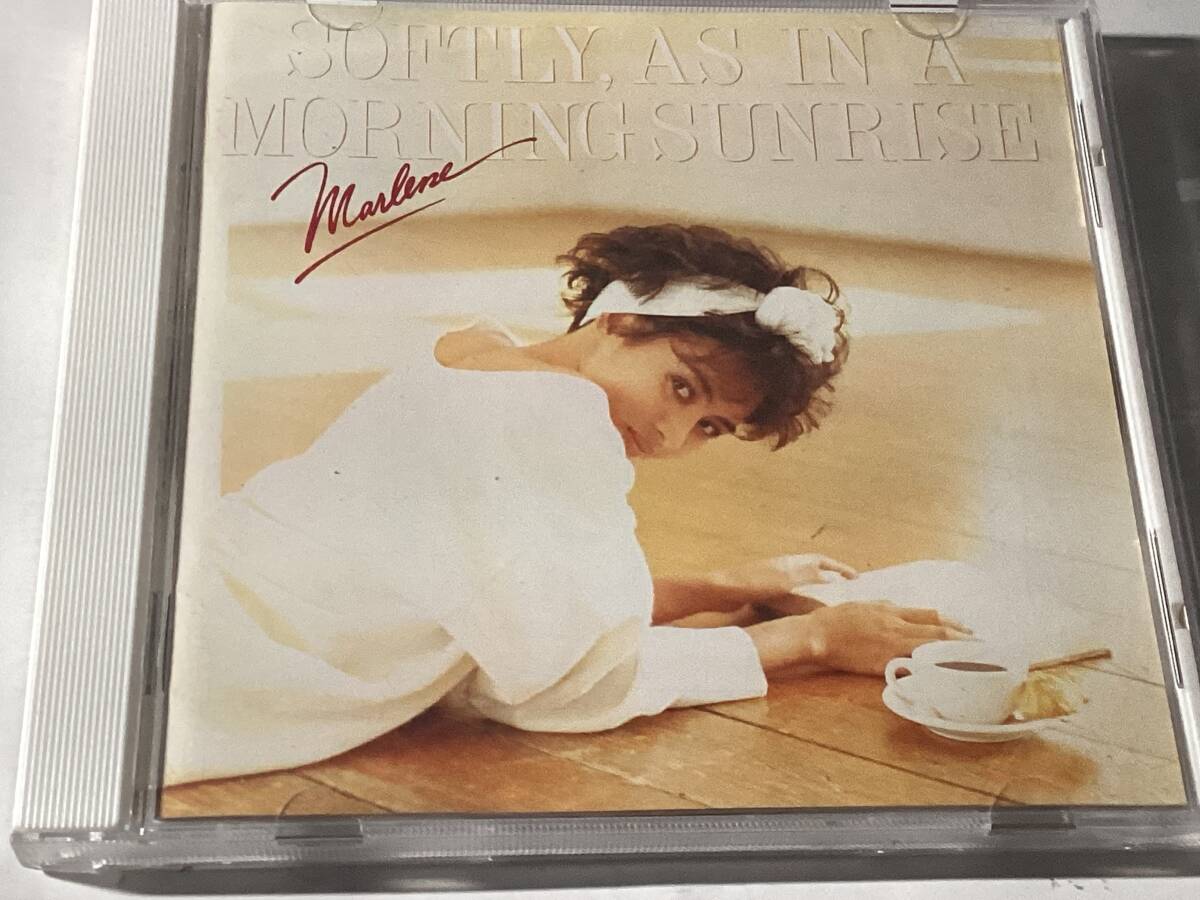 SOFTLY, AS IN A
MORNING SUNRISE
Marlene